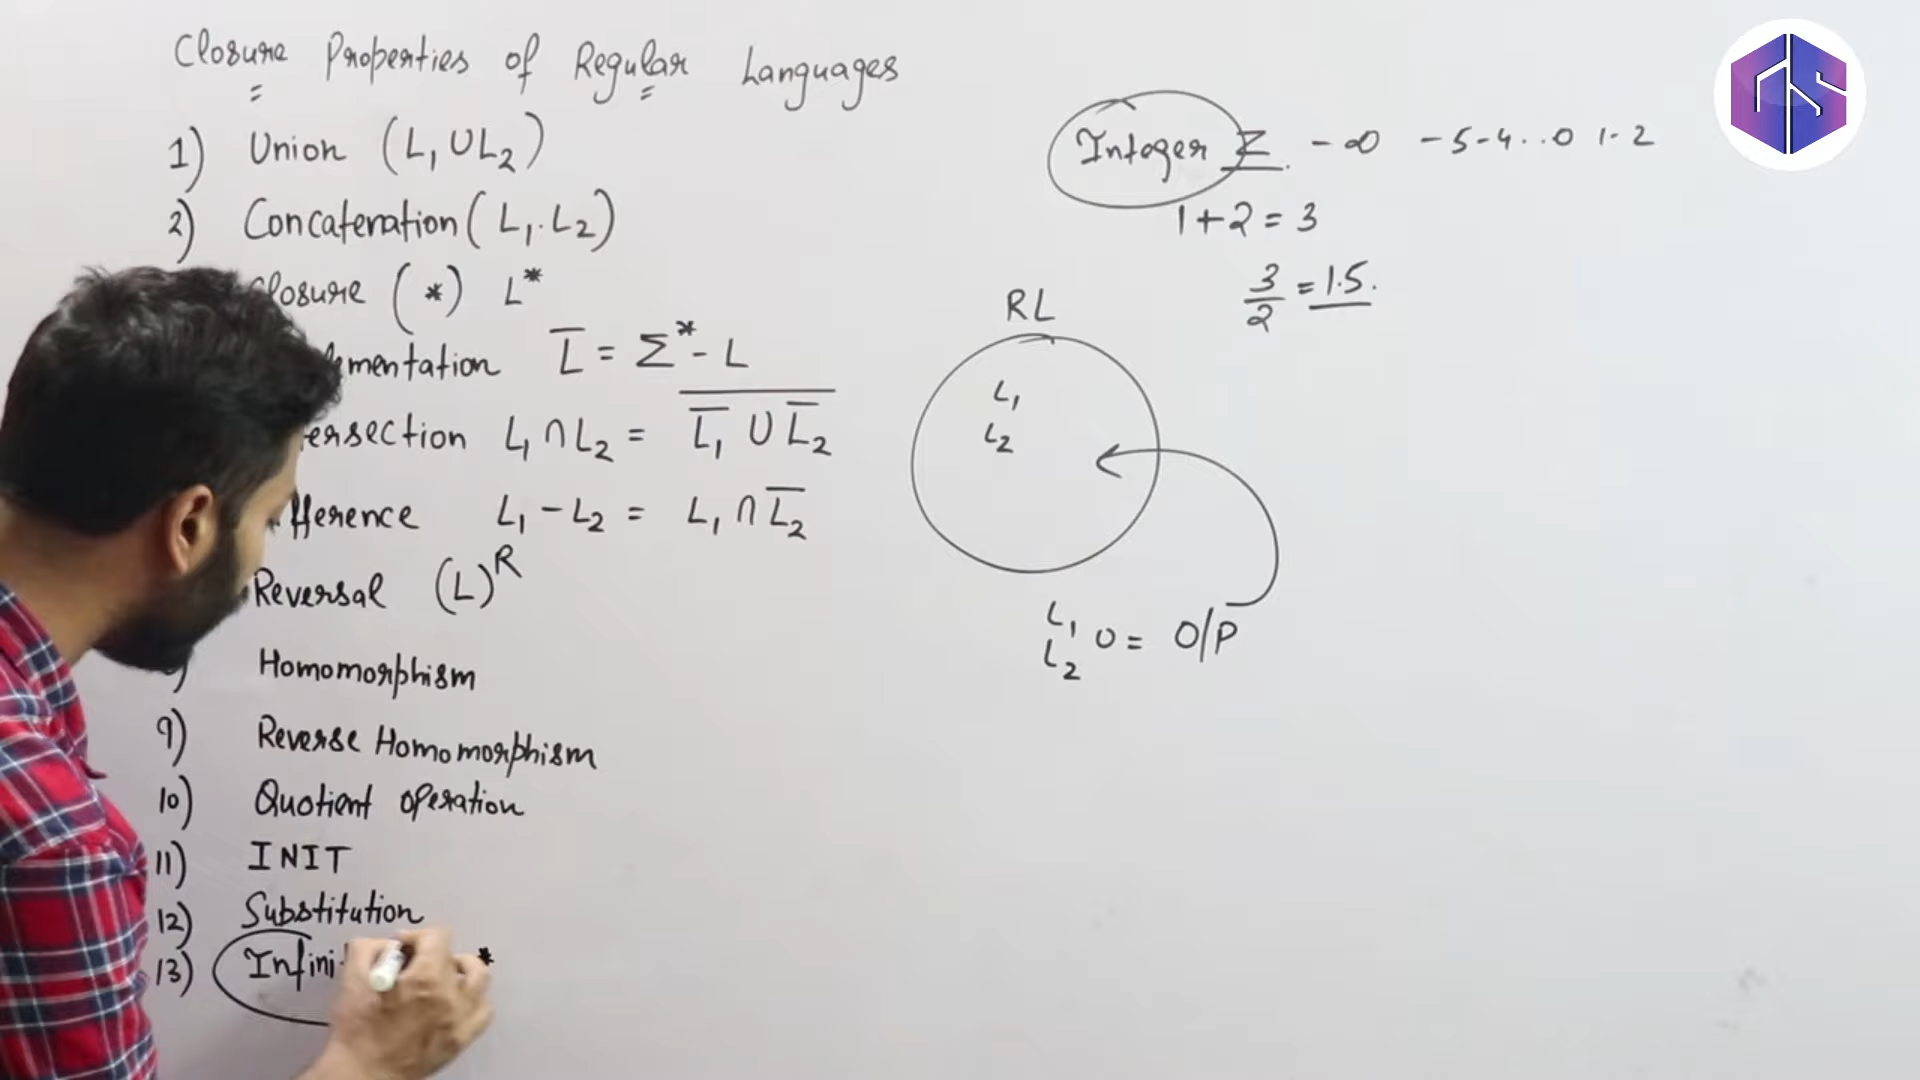 Closure Properties of Regular Languages
1) Union (L₁ ∪ L₂)
2) Concatenation (L₁. L₂)
Closure (*) L*
mentation L̅ = Σ* - L
ersection L₁ ∩ L₂ = \overline{L̅₁ ∪ L̅₂}
fference L₁ - L₂ = L₁ ∩ L̅₂
Reversal (L)ᴿ
Homomorphism
9) Reverse Homomorphism
10) Quotient operation
11) INIT
12) Substitution
13) Infini *
Integer Z. -∞ -5-4..0 1-2
1+2=3
3/2 = 1.5.
RL
L₁
L₂
L₁
L₂ ∪ = O/P